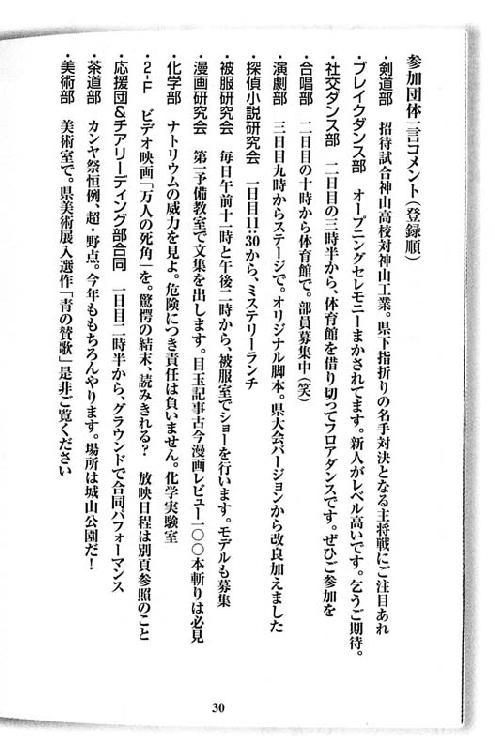 参加団体一言コメント(登録順)
・剣道部 招待試合神山高校対神山工業。県下指折りの名手対決となる主将戦にご注目あれ
・ブレイクダンス部 オープニングセレモニーまかされてます。新人がレベル高いです。乞うご期待。
・社交ダンス部 二日目の三時半から、体育館を借り切ってフロアダンスです。ぜひご参加を
・合唱部 二日目の十時から体育館で。部員募集中(笑)
・演劇部 三日目九時からステージで。オリジナル脚本。県大会バージョンから改良加えました
・探偵小説研究会 一日目11:30から、ミステリーランチ
・被服研究会 毎日午前十一時と午後二時から、被服室でショーを行います。モデルも募集
・漫画研究会 第一予備教室で文集を出します。目玉記事古今漫画レビュー一〇〇本斬りは必見
・化学部 ナトリウムの威力を見よ。危険につき責任は負いません。化学実験室
・2-F ビデオ映画「万人の死角」を。驚愕の結末、読みきれる? 放映日程は別頁参照のこと
・応援団&チアリーディング部合同 一日目二時半から、グラウンドで合同パフォーマンス
・茶道部 カンヤ祭恒例、超・野点。今年ももちろんやります。場所は城山公園だ!
・美術部 美術室で。県美術展入選作「青の賛歌」是非ご覧ください
30